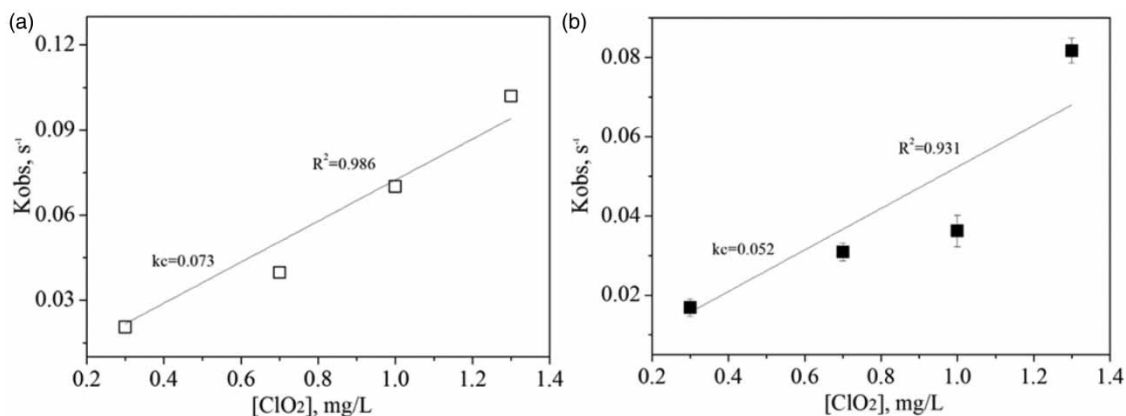 (a)
0.12
0.09
0.06
0.03
Kobs, s⁻¹
R²=0.986
kc=0.073
0.2 0.4 0.6 0.8 1.0 1.2 1.4
[ClO₂], mg/L
(b)
0.08
0.06
0.04
0.02
Kobs, s⁻¹
R²=0.931
kc=0.052
0.2 0.4 0.6 0.8 1.0 1.2 1.4
[ClO₂], mg/L